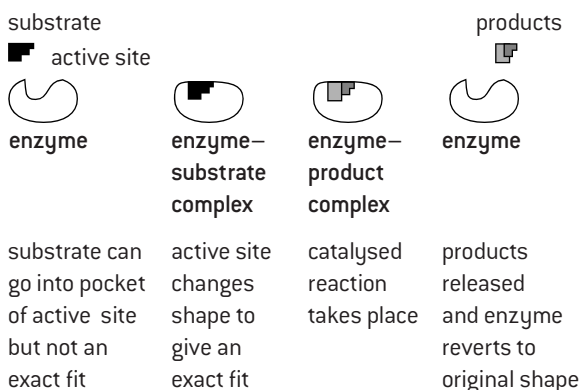 substrate
products
active site
enzyme
enzyme–
substrate
complex
enzyme–
product
complex
enzyme
substrate can
go into pocket
of active site
but not an
exact fit
active site
changes
shape to
give an
exact fit
catalysed
reaction
takes place
products
released
and enzyme
reverts to
original shape